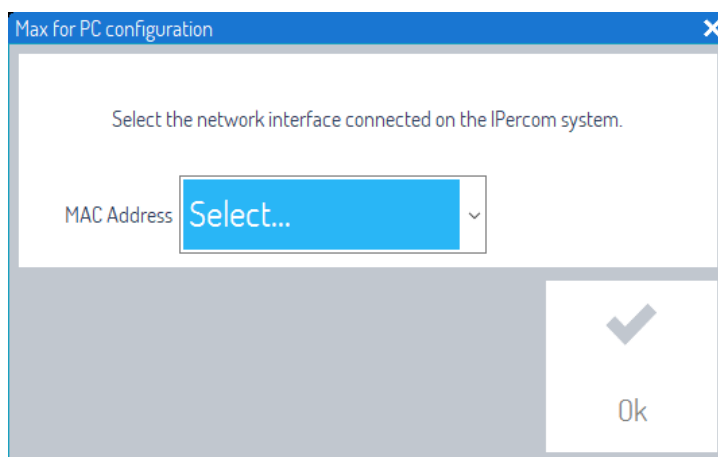 Max for PC configuration
Select the network interface connected on the IPercom system.
MAC Address Select...
Ok